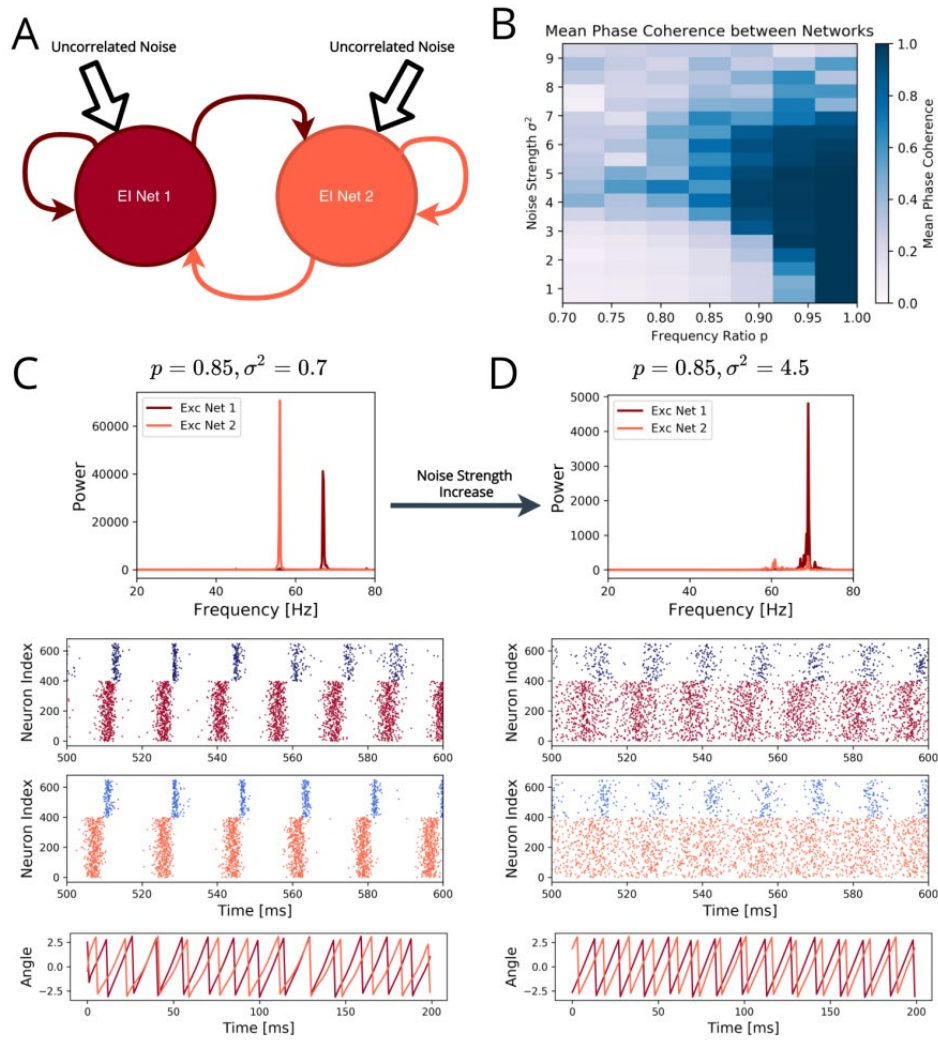 A
Uncorrelated Noise
Uncorrelated Noise
EI Net 1
EI Net 2
B
Mean Phase Coherence between Networks
Noise Strength σ²
9
8
7
6
5
4
3
2
1
0.70 0.75 0.80 0.85 0.90 0.95 1.00
Frequency Ratio p
1.0
0.8
0.6
0.4
0.2
0.0
Mean Phase Coherence
C
p = 0.85, σ² = 0.7
Exc Net 1
Exc Net 2
Power
60000
40000
20000
0
20 40 60 80
Frequency [Hz]
Noise Strength
Increase
D
p = 0.85, σ² = 4.5
Exc Net 1
Exc Net 2
Power
5000
4000
3000
2000
1000
0
20 40 60 80
Frequency [Hz]
Neuron Index
600
400
200
0
500 520 540 560 580 600
Neuron Index
600
400
200
0
500 520 540 560 580 600
Time [ms]
Angle
2.5
0.0
−2.5
0 50 100 150 200
Time [ms]
Neuron Index
600
400
200
0
500 520 540 560 580 600
Neuron Index
600
400
200
0
500 520 540 560 580 600
Time [ms]
Angle
2.5
0.0
−2.5
0 50 100 150 200
Time [ms]